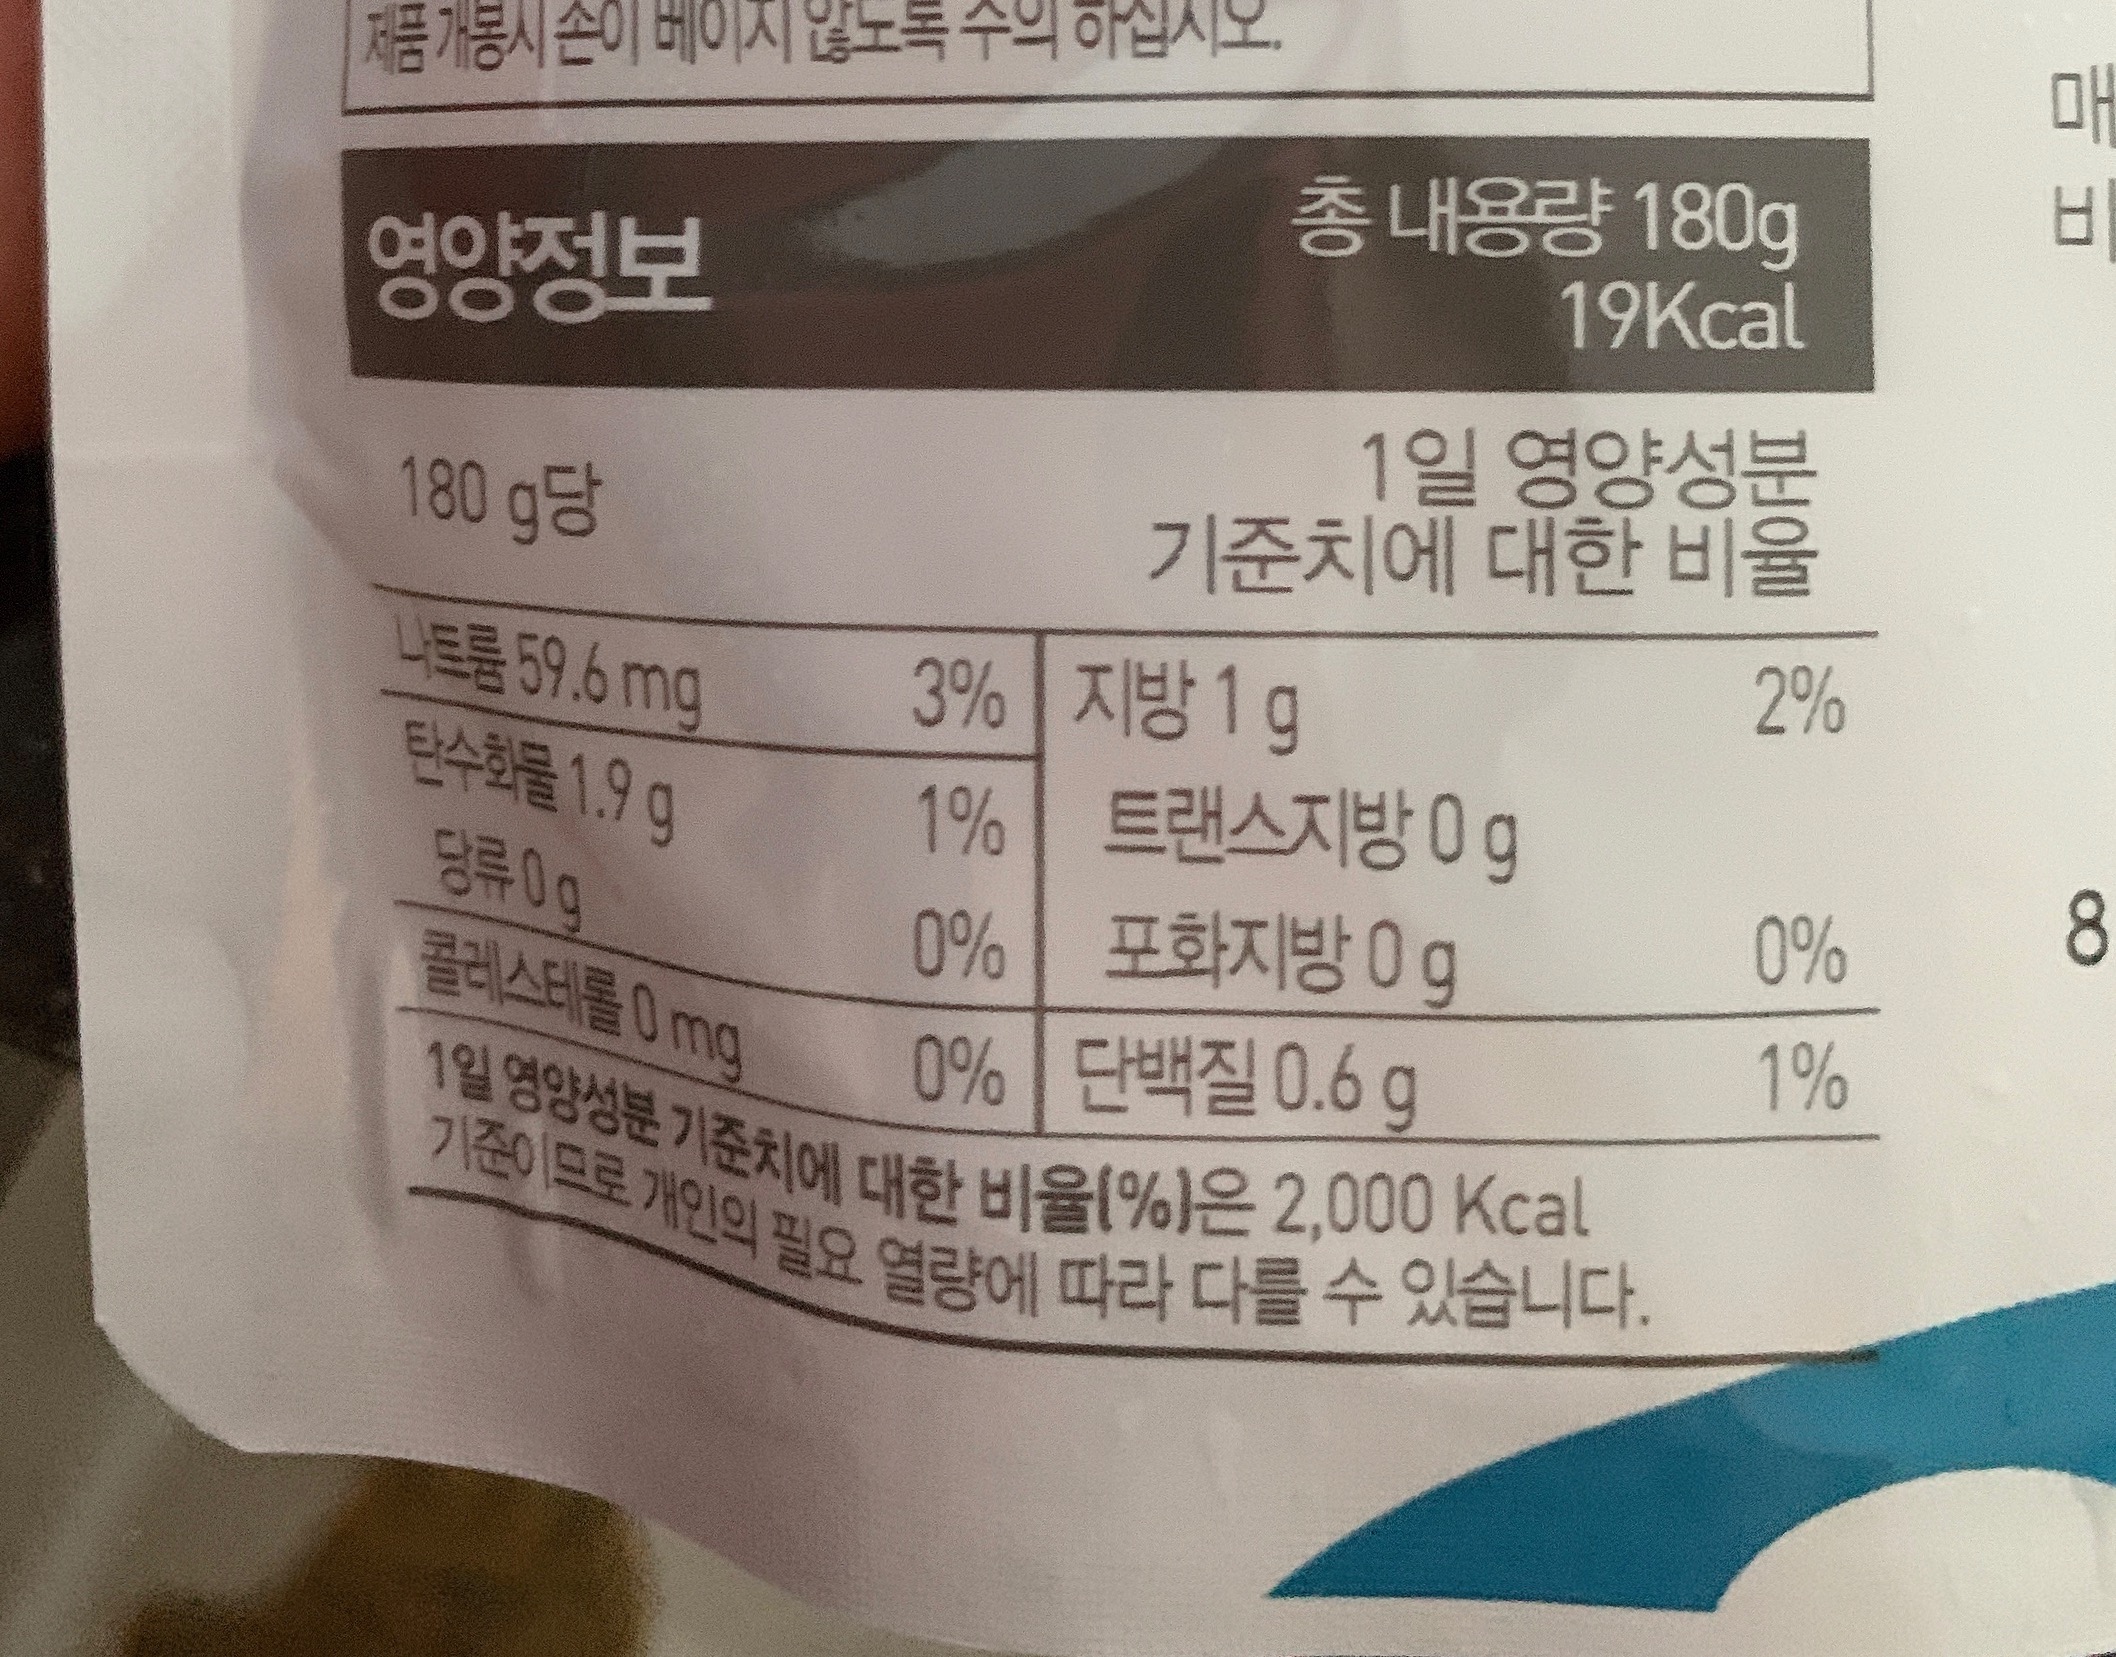 제품 개봉시 손이 베이지 않도록 주의 하십시오.
영양정보
총 내용량 180g
19Kcal
180 g당
1일 영양성분
기준치에 대한 비율
나트륨 59.6 mg 3%
지방 1 g 2%
탄수화물 1.9 g 1%
트랜스지방 0 g
당류 0 g 0%
포화지방 0 g 0%
콜레스테롤 0 mg 0%
단백질 0.6 g 1%
1일 영양성분 기준치에 대한 비율(%)은 2,000 Kcal
기준이므로 개인의 필요 열량에 따라 다를 수 있습니다.
매
비
8